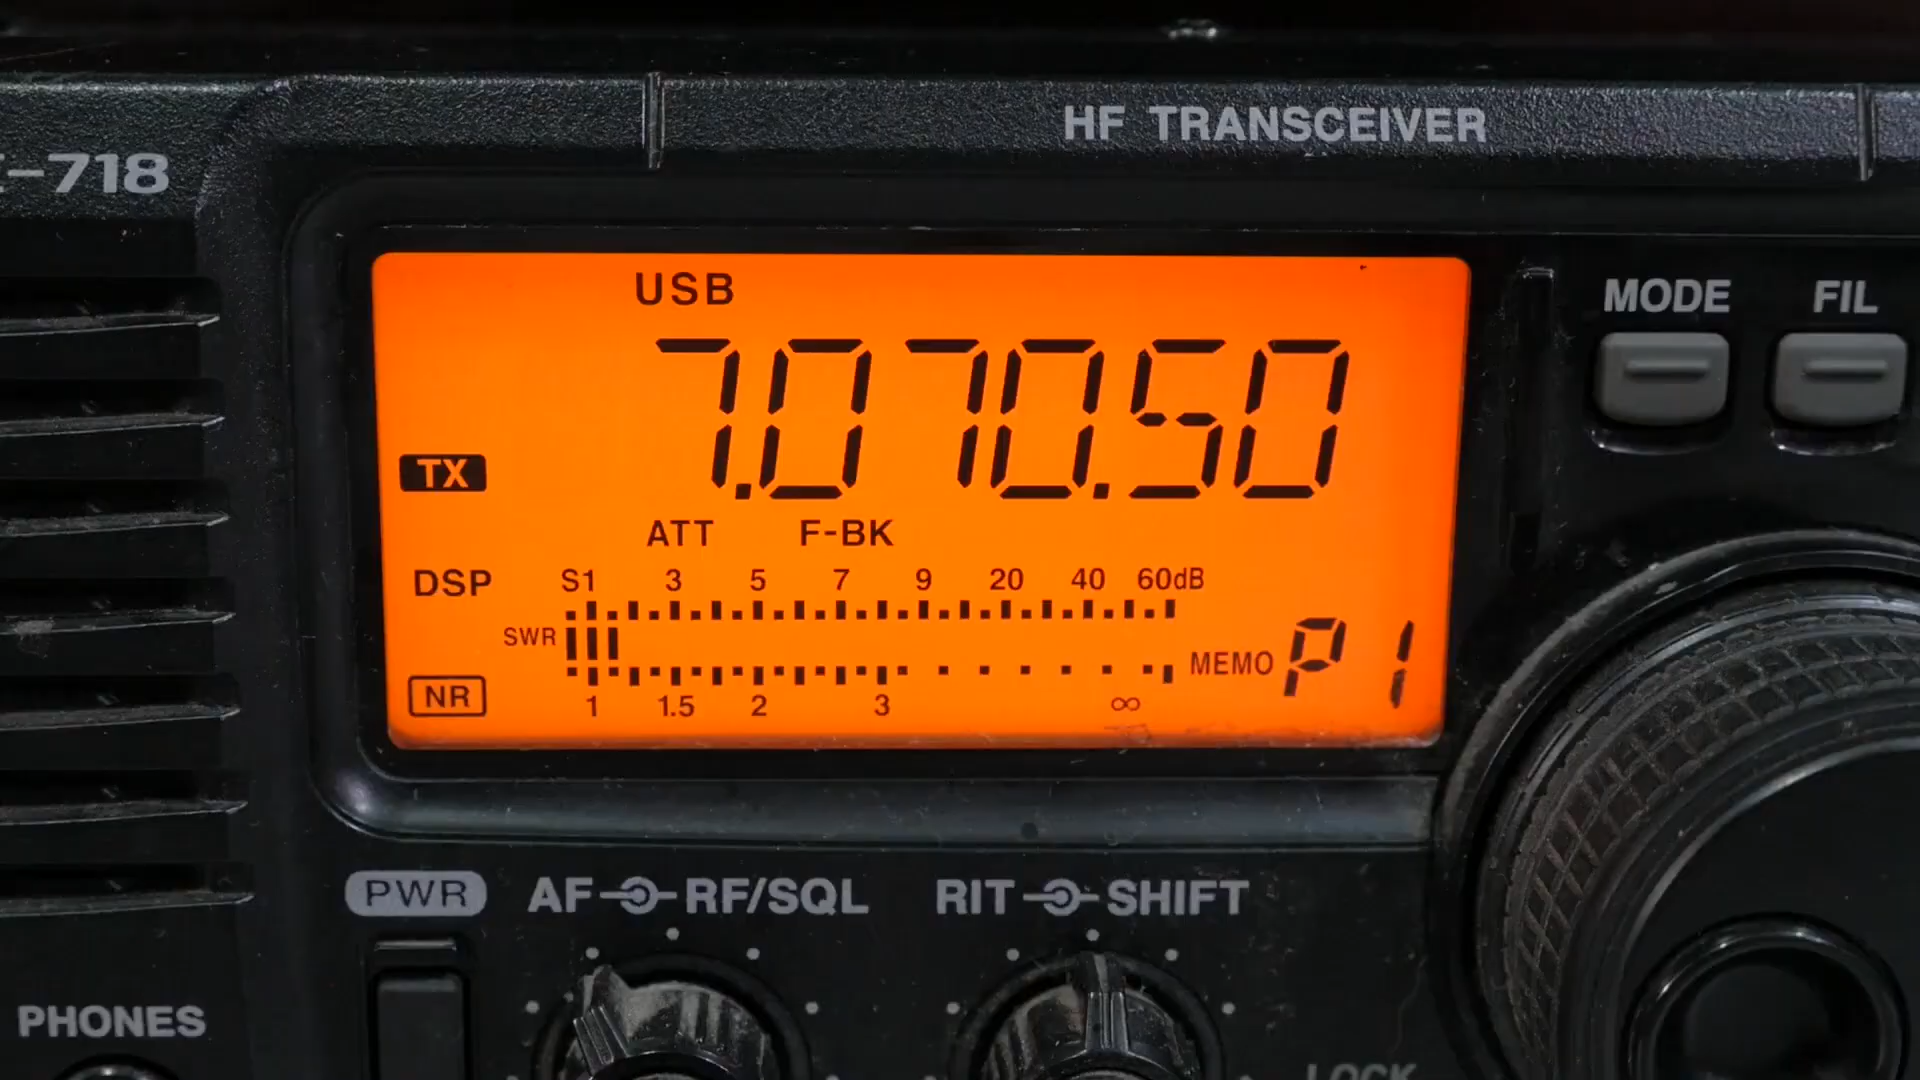 -718
HF TRANSCEIVER
USB
MODE FIL
7.070.50
TX
ATT F-BK
DSP
S1 3 5 7 9 20 40 60dB
SWR
MEMO P1
NR
1 1.5 2 3 ∞
PWR
AF RF/SQL
RIT SHIFT
PHONES
LOCK